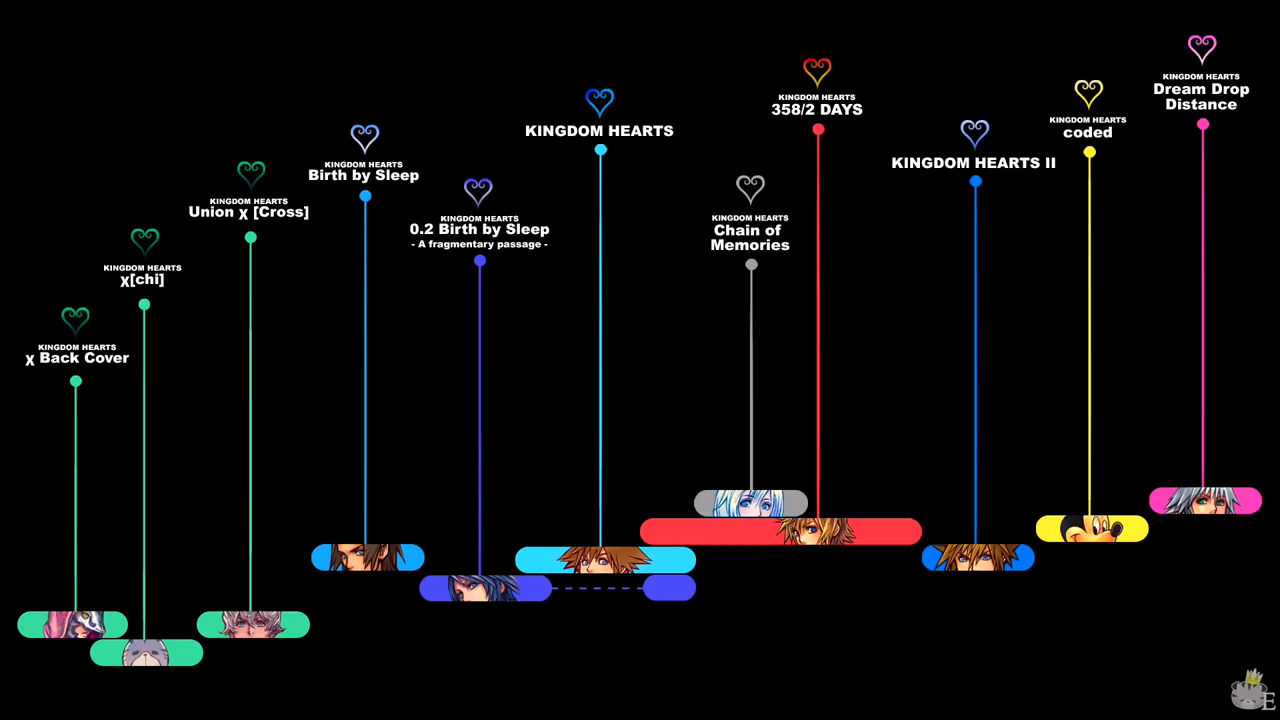 KINGDOM HEARTS
χ Back Cover
KINGDOM HEARTS
χ[chi]
KINGDOM HEARTS
Union χ [Cross]
KINGDOM HEARTS
Birth by Sleep
KINGDOM HEARTS
0.2 Birth by Sleep
- A fragmentary passage -
KINGDOM HEARTS
KINGDOM HEARTS
Chain of
Memories
KINGDOM HEARTS
358/2 DAYS
KINGDOM HEARTS II
KINGDOM HEARTS
coded
KINGDOM HEARTS
Dream Drop
Distance
E